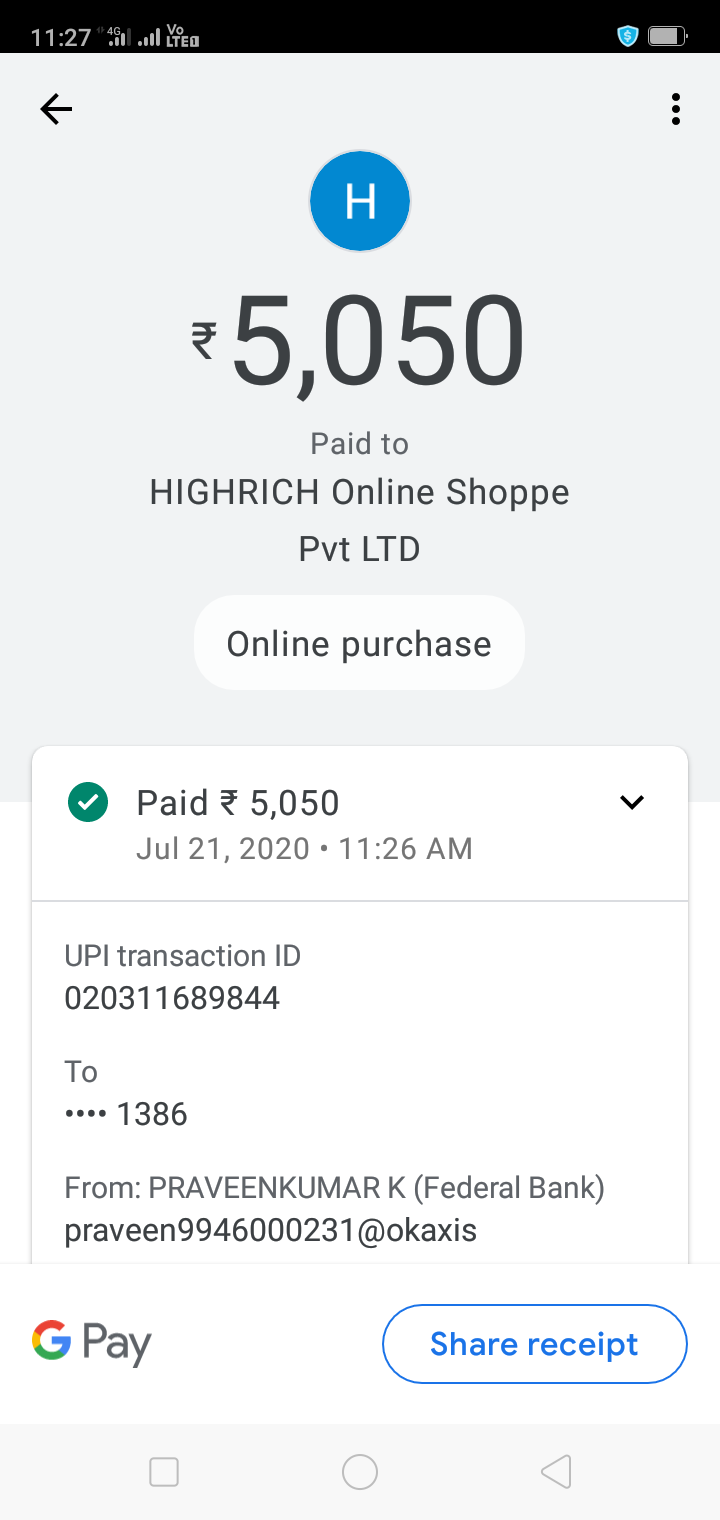 11:27 4G Vo LTE1
H
₹5,050
Paid to
HIGHRICH Online Shoppe
Pvt LTD
Online purchase
Paid ₹ 5,050
Jul 21, 2020 • 11:26 AM
UPI transaction ID
020311689844
To
•••• 1386
From: PRAVEENKUMAR K (Federal Bank)
praveen9946000231@okaxis
G Pay
Share receipt